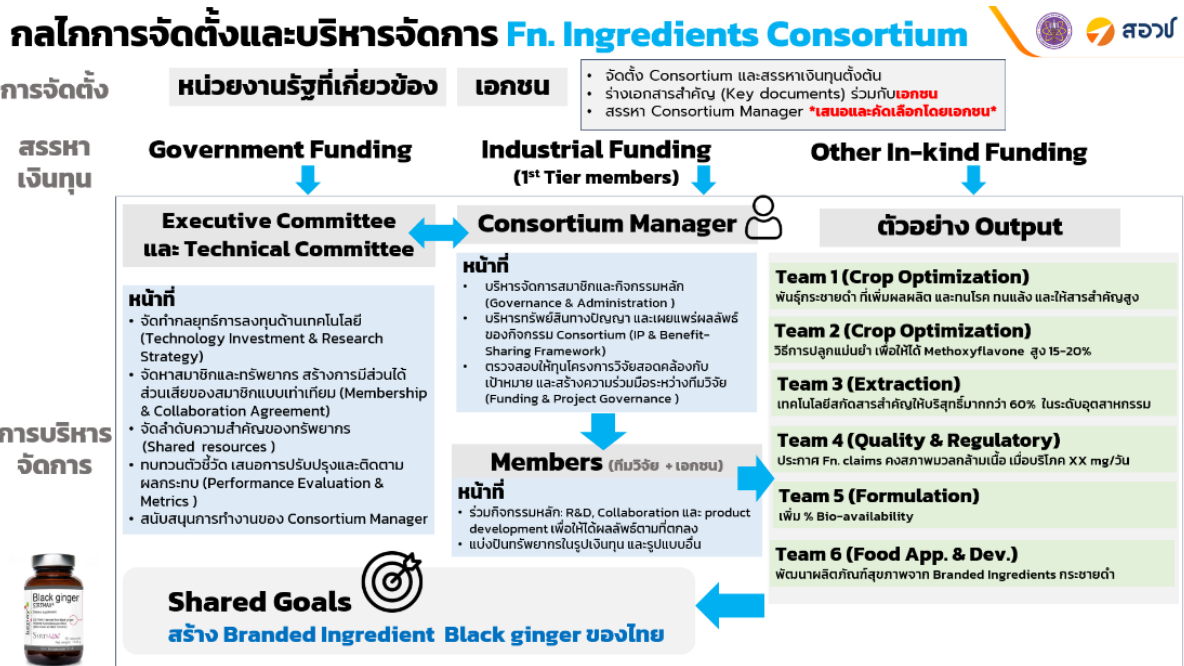 กลไกการจัดตั้งและบริหารจัดการ Fn. Ingredients Consortium
สอวช
การจัดตั้ง
หน่วยงานรัฐที่เกี่ยวข้อง
เอกชน
• จัดตั้ง Consortium และสรรหาเงินทุนตั้งต้น
• ร่างเอกสารสำคัญ (Key documents) ร่วมกับเอกชน
• สรรหา Consortium Manager *เสนอและคัดเลือกโดยเอกชน*
สรรหา
เงินทุน
Government Funding
Industrial Funding
(1st Tier members)
Other In-kind Funding
การบริหาร
จัดการ
Executive Committee
และ Technical Committee
หน้าที่
• จัดทำกลยุทธ์การลงทุนด้านเทคโนโลยี
(Technology Investment & Research
Strategy)
• จัดหาสมาชิกและทรัพยากร สร้างการมีส่วนได้
ส่วนเสียของสมาชิกแบบเท่าเทียม (Membership
& Collaboration Agreement)
• จัดลำดับความสำคัญของทรัพยากร
(Shared resources )
• ทบทวนตัวชี้วัด เสนอการปรับปรุงและติดตาม
ผลกระทบ (Performance Evaluation &
Metrics )
• สนับสนุนการทำงานของ Consortium Manager
Consortium Manager
หน้าที่
• บริหารจัดการสมาชิกและกิจกรรมหลัก
(Governance & Administration )
• บริหารทรัพย์สินทางปัญญา และเผยแพร่ผลลัพธ์
ของกิจกรรม Consortium (IP & Benefit-
Sharing Framework)
• ตรวจสอบให้ทุนโครงการวิจัยสอดคล้องกับ
เป้าหมาย และสร้างความร่วมมือระหว่างทีมวิจัย
(Funding & Project Governance )
Members (ทีมวิจัย +เอกชน)
หน้าที่
• ร่วมกิจกรรมหลัก: R&D, Collaboration และ product
development เพื่อให้ได้ผลลัพธ์ตามที่ตกลง
• แบ่งปันทรัพยากรในรูปเงินทุน และรูปแบบอื่น
ตัวอย่าง Output
Team 1 (Crop Optimization)
พันธุ์กระชายดำ ที่เพิ่มผลผลิต และทนโรค ทนแล้ง และให้สารสำคัญสูง
Team 2 (Crop Optimization)
วิธีการปลูกแม่นยำ เพื่อให้ได้ Methoxyflavone สูง 15-20%
Team 3 (Extraction)
เทคโนโลยีสกัดสารสำคัญให้บริสุทธิ์มากกว่า 60% ในระดับอุตสาหกรรม
Team 4 (Quality & Regulatory)
ประกาศ Fn. claims คงสภาพมวลกล้ามเนื้อ เมื่อบริโภค XX mg/วัน
Team 5 (Formulation)
เพิ่ม % Bio-availability
Team 6 (Food App. & Dev.)
พัฒนาผลิตภัณฑ์สุขภาพจาก Branded Ingredients กระชายดำ
Shared Goals
สร้าง Branded Ingredient Black ginger ของไทย
Black ginger